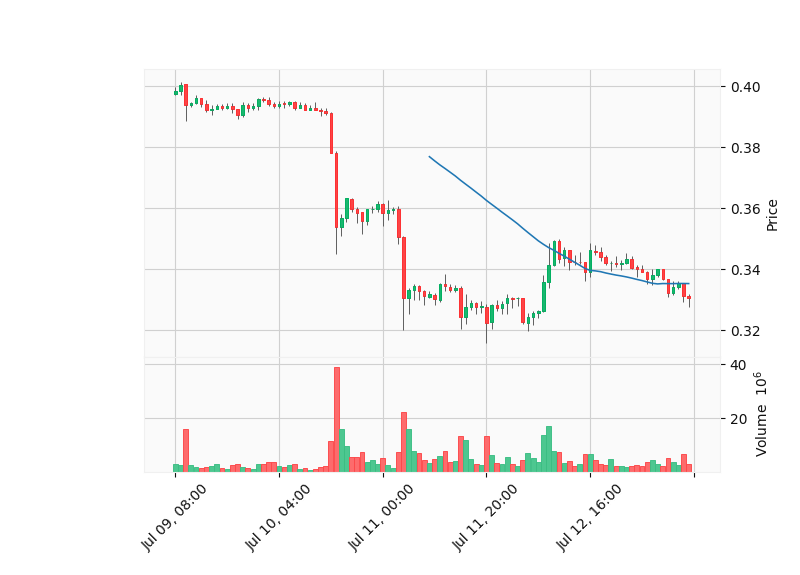 0.40
0.38
0.36
0.34
0.32
Price
40
20
Volume 10^6
Jul 09, 08:00
Jul 10, 04:00
Jul 11, 00:00
Jul 11, 20:00
Jul 12, 16:00